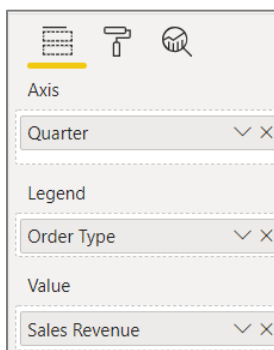 Axis
Quarter
Legend
Order Type
Value
Sales Revenue